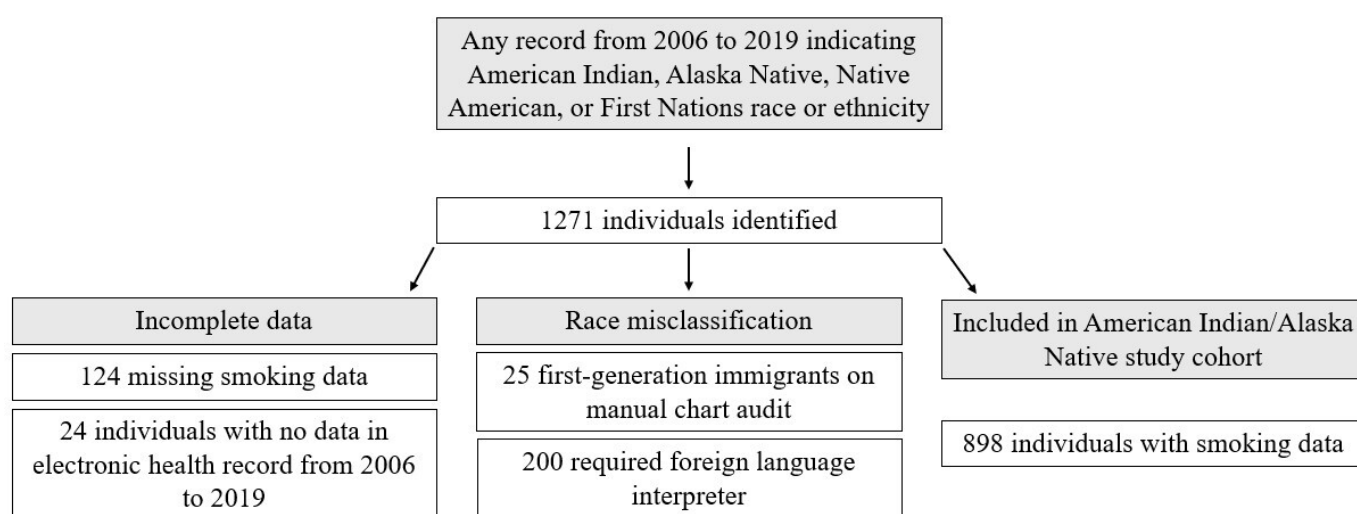 Any record from 2006 to 2019 indicating
American Indian, Alaska Native, Native
American, or First Nations race or ethnicity
1271 individuals identified
Incomplete data
124 missing smoking data
24 individuals with no data in
electronic health record from 2006
to 2019
Race misclassification
25 first-generation immigrants on
manual chart audit
200 required foreign language
interpreter
Included in American Indian/Alaska
Native study cohort
898 individuals with smoking data